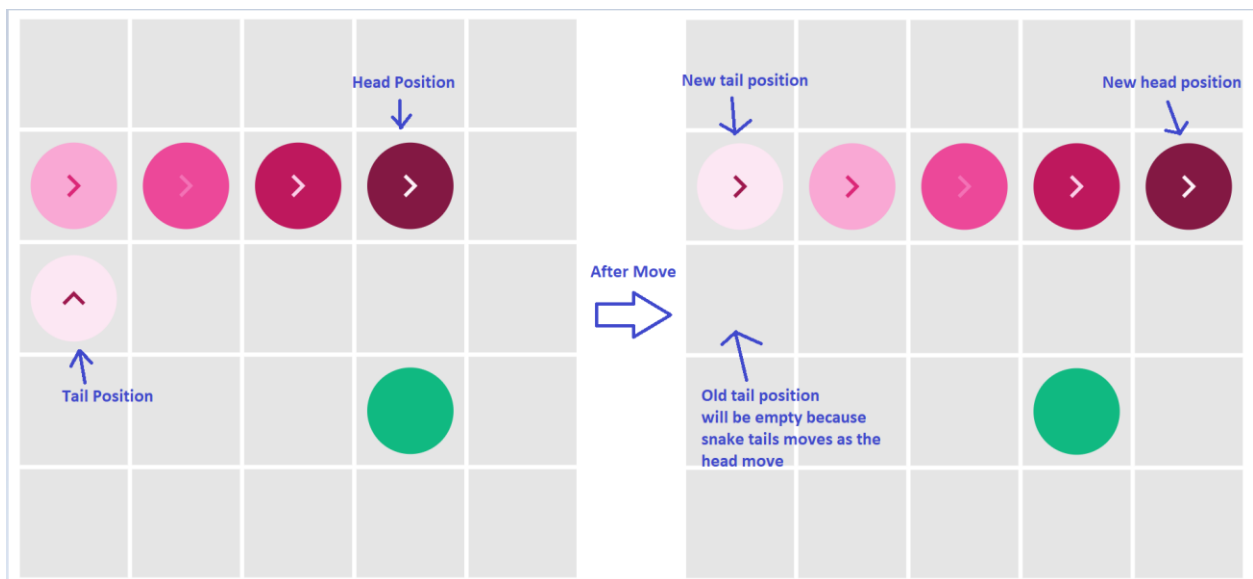 Head Position
Tail Position
After Move
New tail position
New head position
Old tail position
will be empty because
snake tails moves as the
head move